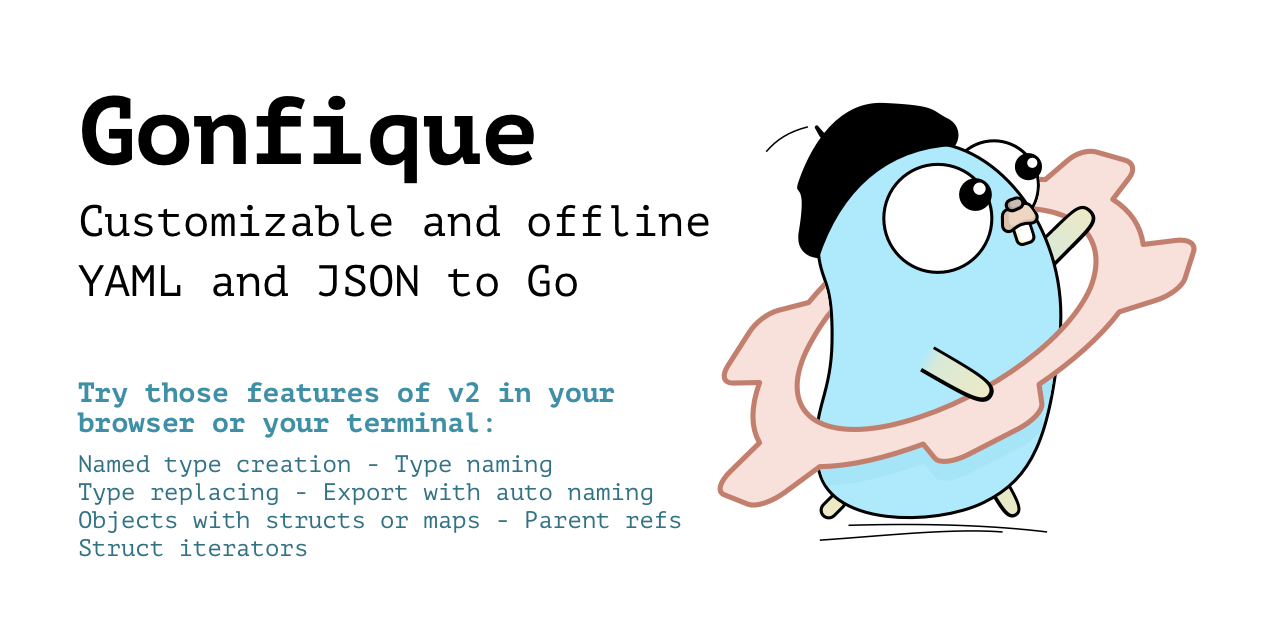 Gonfique
Customizable and offline
YAML and JSON to Go
Try those features of v2 in your
browser or your terminal:
Named type creation - Type naming
Type replacing - Export with auto naming
Objects with structs or maps - Parent refs
Struct iterators